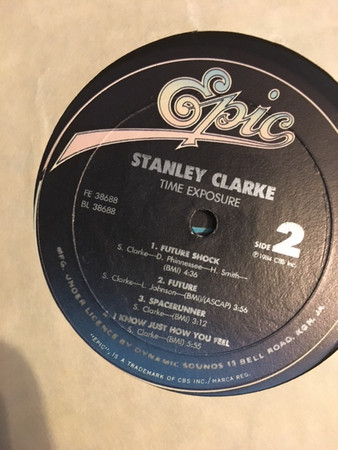 Epic
STANLEY CLARKE
TIME EXPOSURE
FE 38688
BL 38688
SIDE 2
℗ 1984 CBS Inc.
1. FUTURE SHOCK
S. Clarke—D. Phinnessee—H. Smith—
(BMI) 4:36
2. FUTURE
S. Clarke—L. Johnson—(BMI)/(ASCAP) 3:56
3. SPACERUNNER
S. Clarke—(BMI) 3:12
I KNOW JUST HOW YOU FEEL
S. Clarke—(BMI) 5:55
MFG. UNDER LICENCE BY DYNAMIC SOUNDS 15 BELL ROAD, KGN. JA.
"EPIC", IS A TRADEMARK OF CBS INC./MARCA REG.